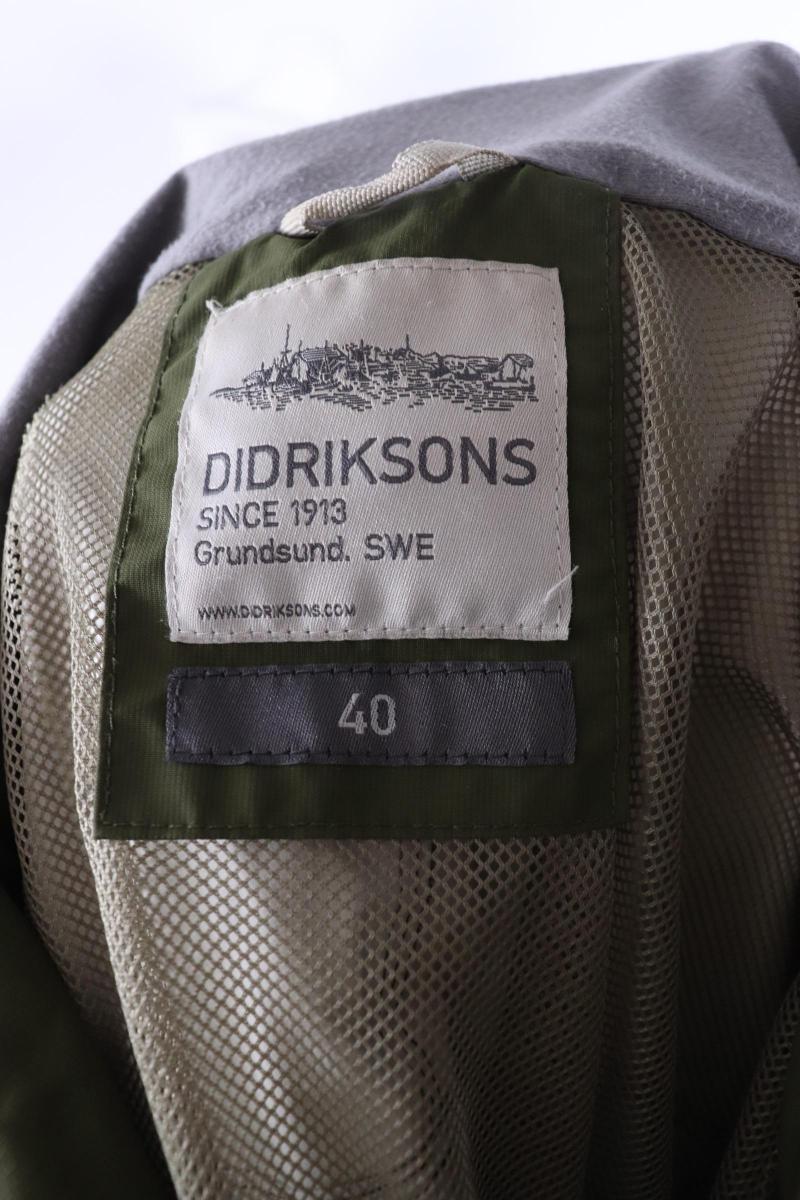 DIDRIKSONS
SINCE 1913
Grundsund. SWE
WWW.DIDRIKSONS.COM
40